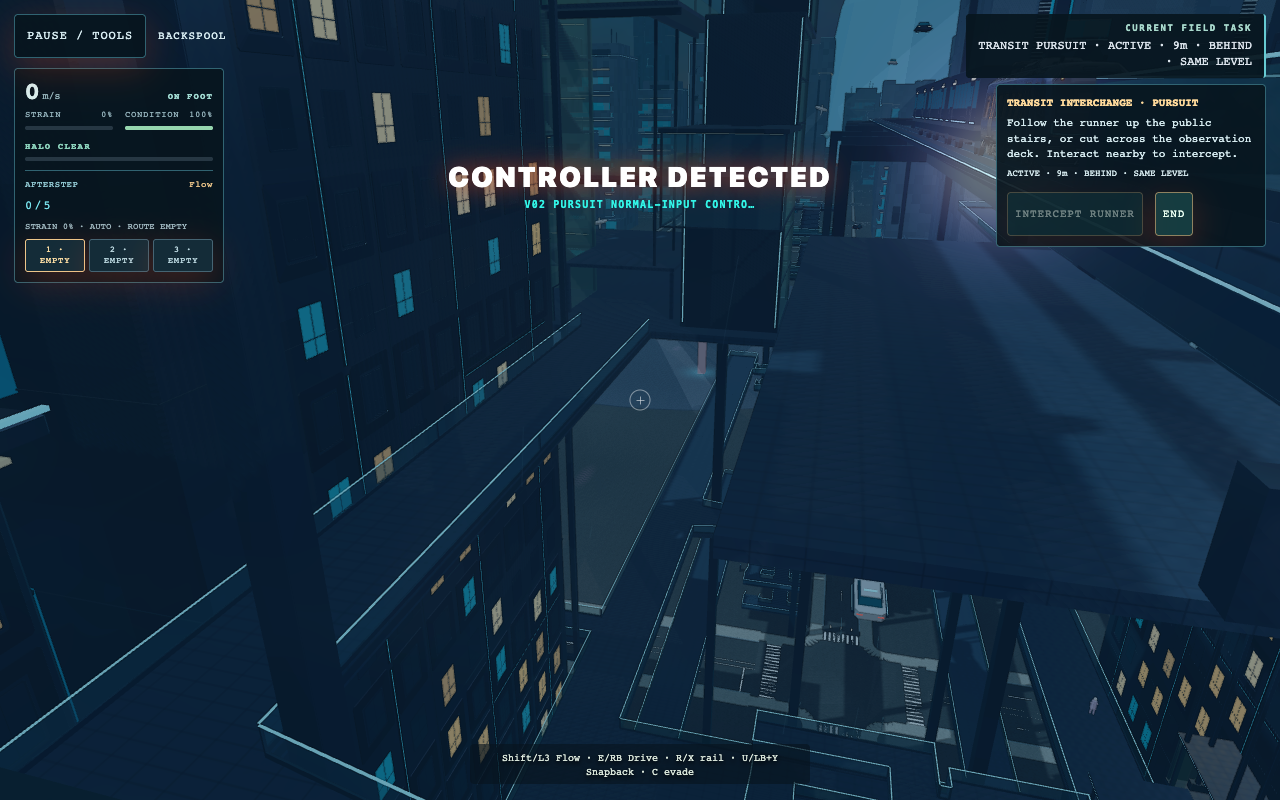 PAUSE / TOOLS
BACKSPOOL
0 m/s
ON FOOT
STRAIN 0%
CONDITION 100%
HALO CLEAR
AFTERSTEP
Flow
0 / 5
STRAIN 0% · AUTO · ROUTE EMPTY
1 · EMPTY
2 · EMPTY
3 · EMPTY
CONTROLLER DETECTED
V02 PURSUIT NORMAL-INPUT CONTRO…
CURRENT FIELD TASK
TRANSIT PURSUIT · ACTIVE · 9m · BEHIND
· SAME LEVEL
TRANSIT INTERCHANGE · PURSUIT
Follow the runner up the public
stairs, or cut across the observation
deck. Interact nearby to intercept.
ACTIVE · 9m · BEHIND · SAME LEVEL
INTERCEPT RUNNER
END
Shift/L3 Flow · E/RB Drive · R/X rail · U/LB+Y
Snapback · C evade